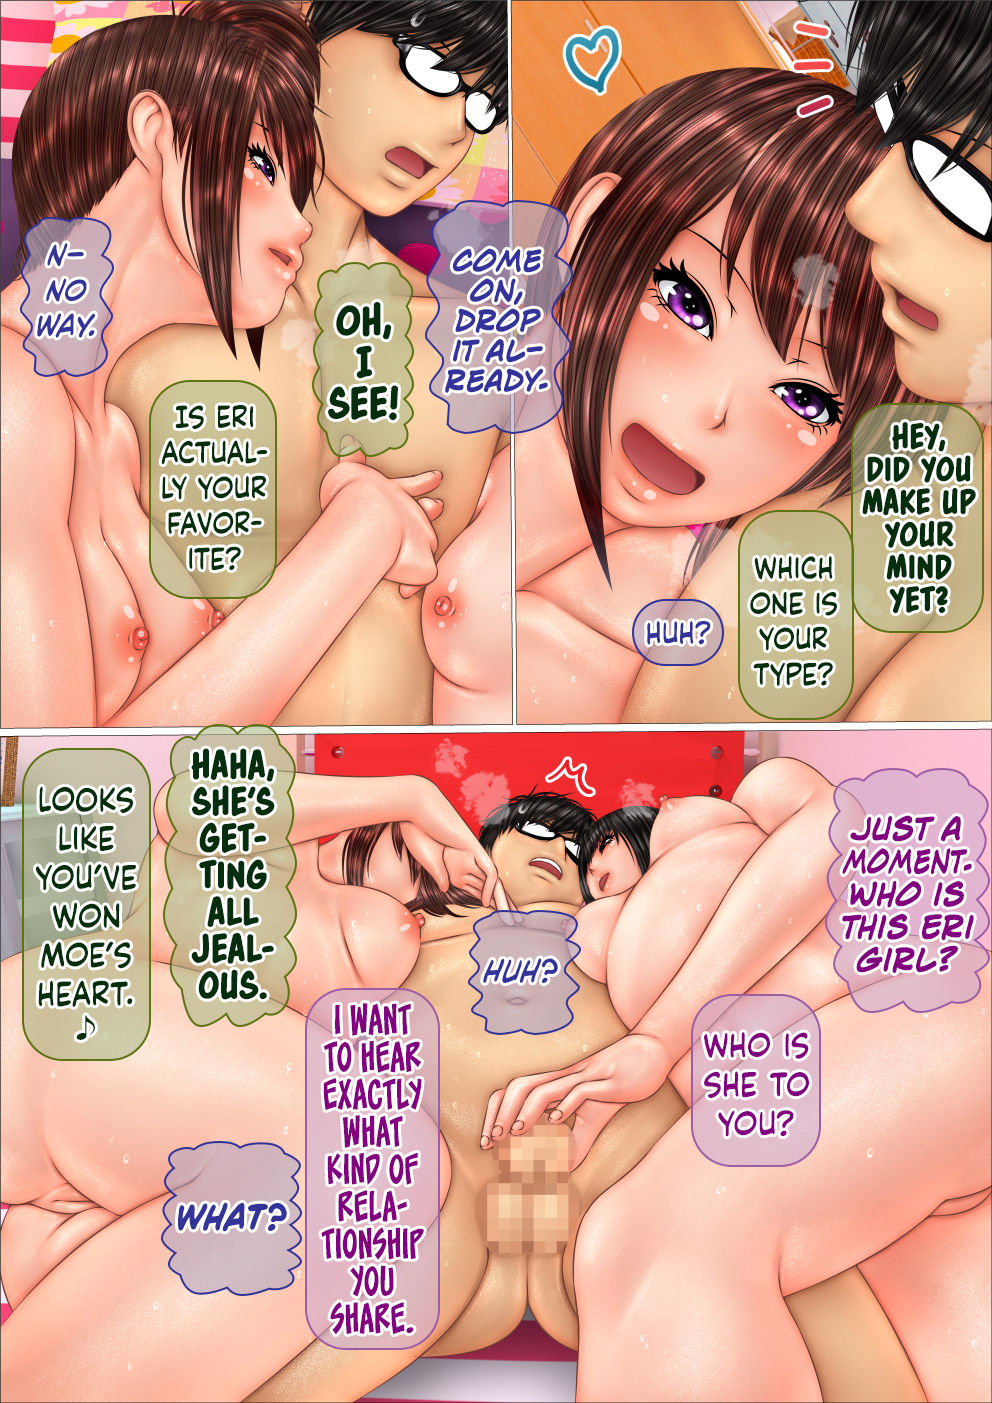 HEY,
DID YOU
MAKE UP
YOUR
MIND
YET?
WHICH
ONE IS
YOUR
TYPE?
HUH?
COME
ON,
DROP
IT AL-
READY.
OH,
I
SEE!
IS ERI
ACTUAL-
LY YOUR
FAVOR-
ITE?
N-
NO
WAY.
JUST A
MOMENT-
WHO IS
THIS ERI
GIRL?
WHO IS
SHE TO
YOU?
HUH?
I WANT
TO HEAR
EXACTLY
WHAT
KIND OF
RELA-
TIONSHIP
YOU
SHARE.
WHAT?
HAHA,
SHE'S
GET-
TING
ALL
JEAL-
OUS.
LOOKS
LIKE
YOU'VE
WON
MOE'S
HEART.
♪